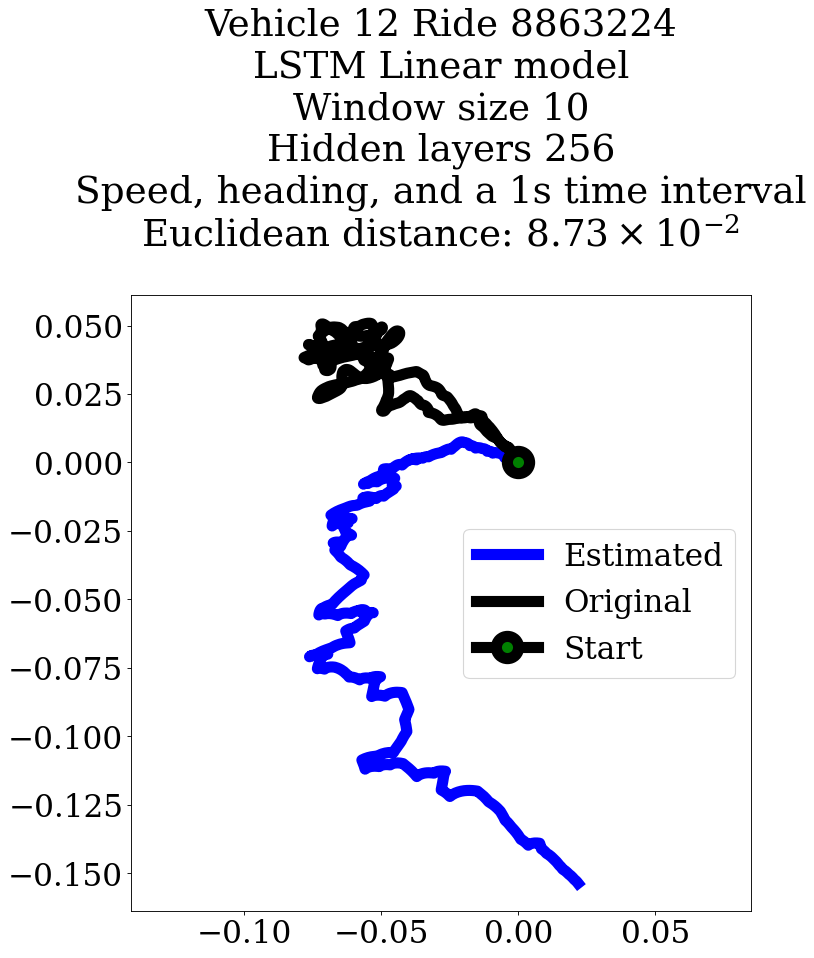 Vehicle 12 Ride 8863224
LSTM Linear model
Window size 10
Hidden layers 256
Speed, heading, and a 1s time interval
Euclidean distance: 8.73 × 10⁻²
0.050
0.025
0.000
−0.025
−0.050
−0.075
−0.100
−0.125
−0.150
Estimated
Original
Start
−0.10 −0.05 0.00 0.05